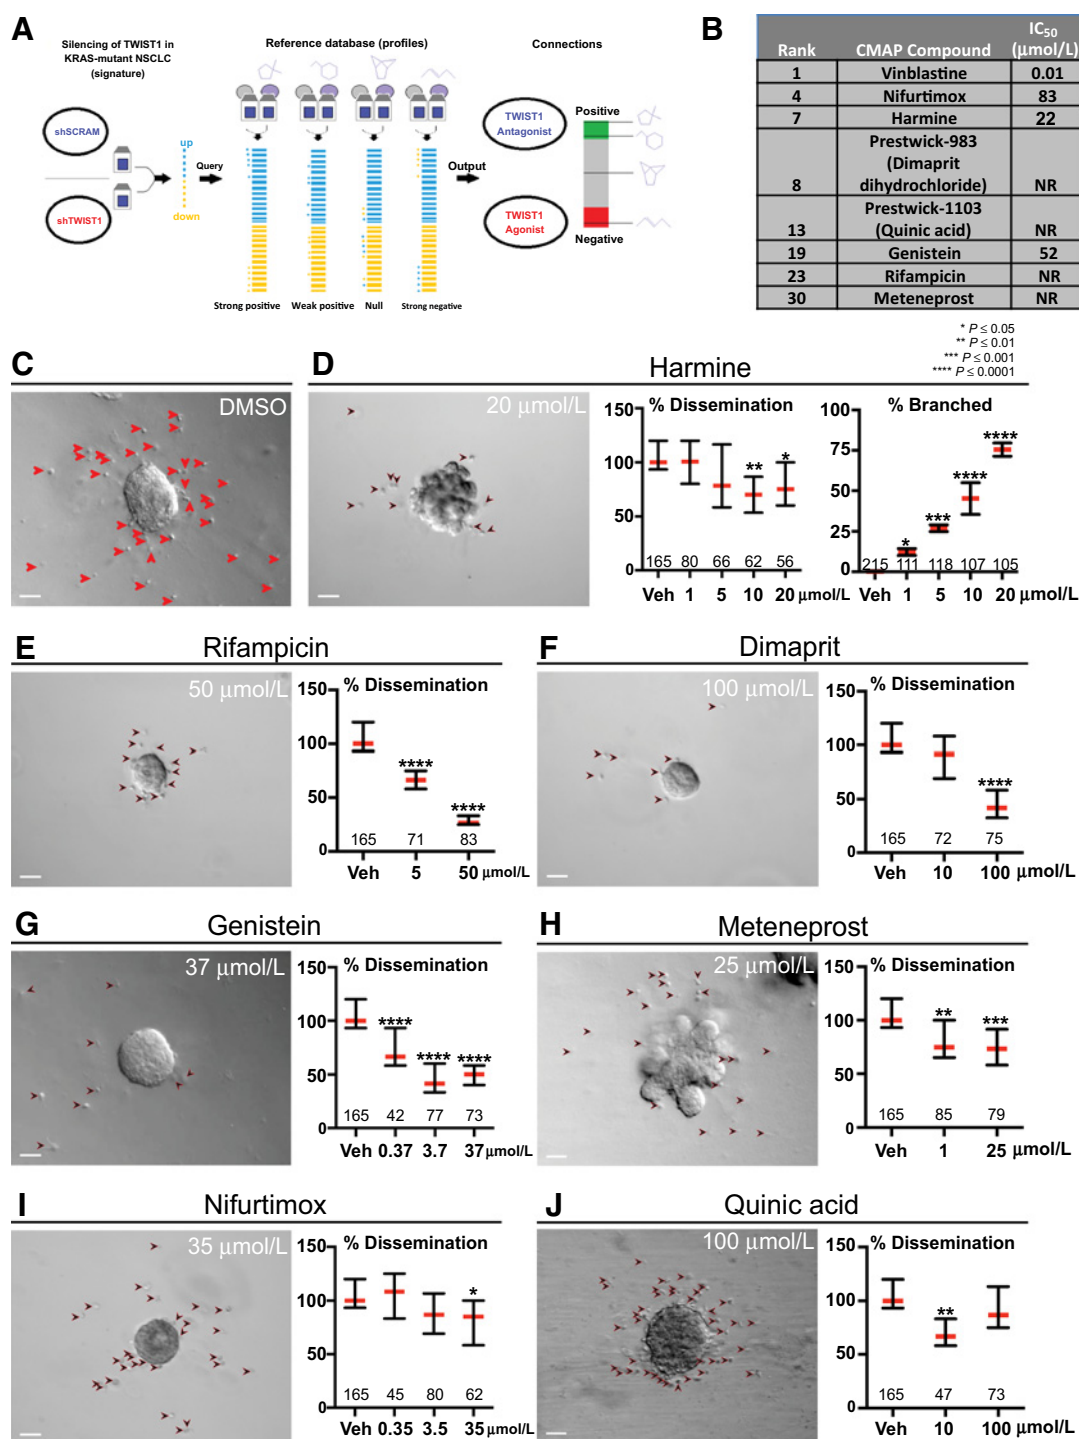 A
Silencing of TWIST1 in
KRAS-mutant NSCLC
(signature)
Reference database (profiles)
Connections
shSCRAM
shTWIST1
up
down
Query
Output
TWIST1
Antagonist
TWIST1
Agonist
Positive
Negative
Strong positive
Weak positive
Null
Strong negative
B
Rank CMAP Compound IC50 (μmol/L)
1 Vinblastine 0.01
4 Nifurtimox 83
7 Harmine 22
8 Prestwick-983 (Dimaprit dihydrochloride) NR
13 Prestwick-1103 (Quinic acid) NR
19 Genistein 52
23 Rifampicin NR
30 Meteneprost NR
* P ≤ 0.05
** P ≤ 0.01
*** P ≤ 0.001
**** P ≤ 0.0001
C
DMSO
D
Harmine
20 μmol/L
% Dissemination
150
100
50
0
** *
165 80 66 62 56
Veh 1 5 10 20 μmol/L
% Branched
100
75
50
25
0
* *** **** ****
215 111 118 107 105
Veh 1 5 10 20 μmol/L
E
Rifampicin
50 μmol/L
% Dissemination
150
100
50
0
**** ****
165 71 83
Veh 5 50 μmol/L
F
Dimaprit
100 μmol/L
% Dissemination
150
100
50
0
****
165 72 75
Veh 10 100 μmol/L
G
Genistein
37 μmol/L
% Dissemination
150
100
50
0
**** **** ****
165 42 77 73
Veh 0.37 3.7 37 μmol/L
H
Meteneprost
25 μmol/L
% Dissemination
150
100
50
0
** ***
165 85 79
Veh 1 25 μmol/L
I
Nifurtimox
35 μmol/L
% Dissemination
150
100
50
0
*
165 45 80 62
Veh 0.35 3.5 35 μmol/L
J
Quinic acid
100 μmol/L
% Dissemination
150
100
50
0
**
165 47 73
Veh 10 100 μmol/L